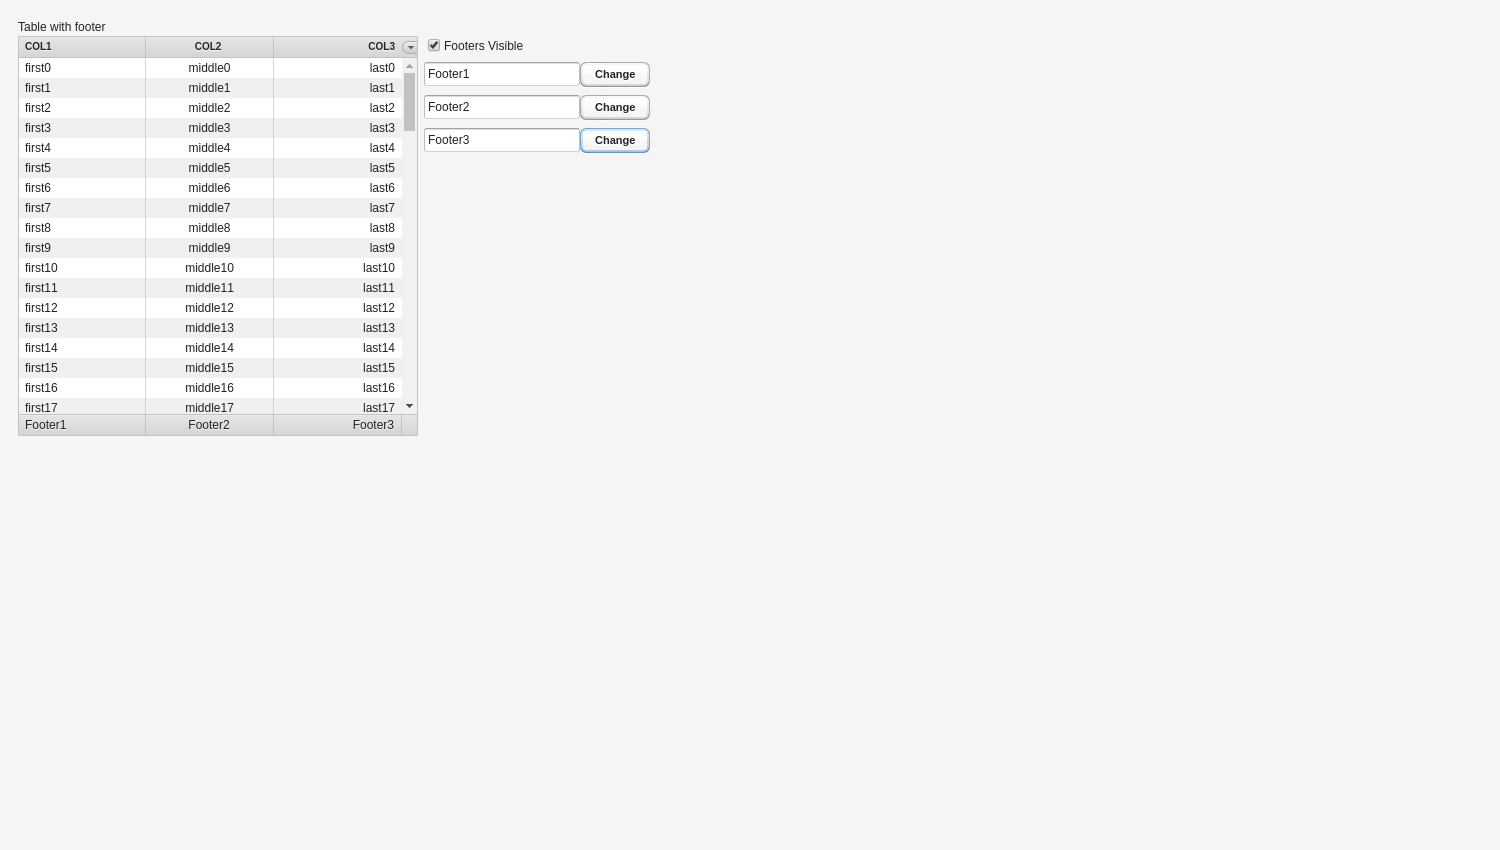 Table with footer
COL1 COL2 COL3
first0 middle0 last0
first1 middle1 last1
first2 middle2 last2
first3 middle3 last3
first4 middle4 last4
first5 middle5 last5
first6 middle6 last6
first7 middle7 last7
first8 middle8 last8
first9 middle9 last9
first10 middle10 last10
first11 middle11 last11
first12 middle12 last12
first13 middle13 last13
first14 middle14 last14
first15 middle15 last15
first16 middle16 last16
first17 middle17 last17
Footer1 Footer2 Footer3
Footers Visible
Footer1 Change
Footer2 Change
Footer3 Change